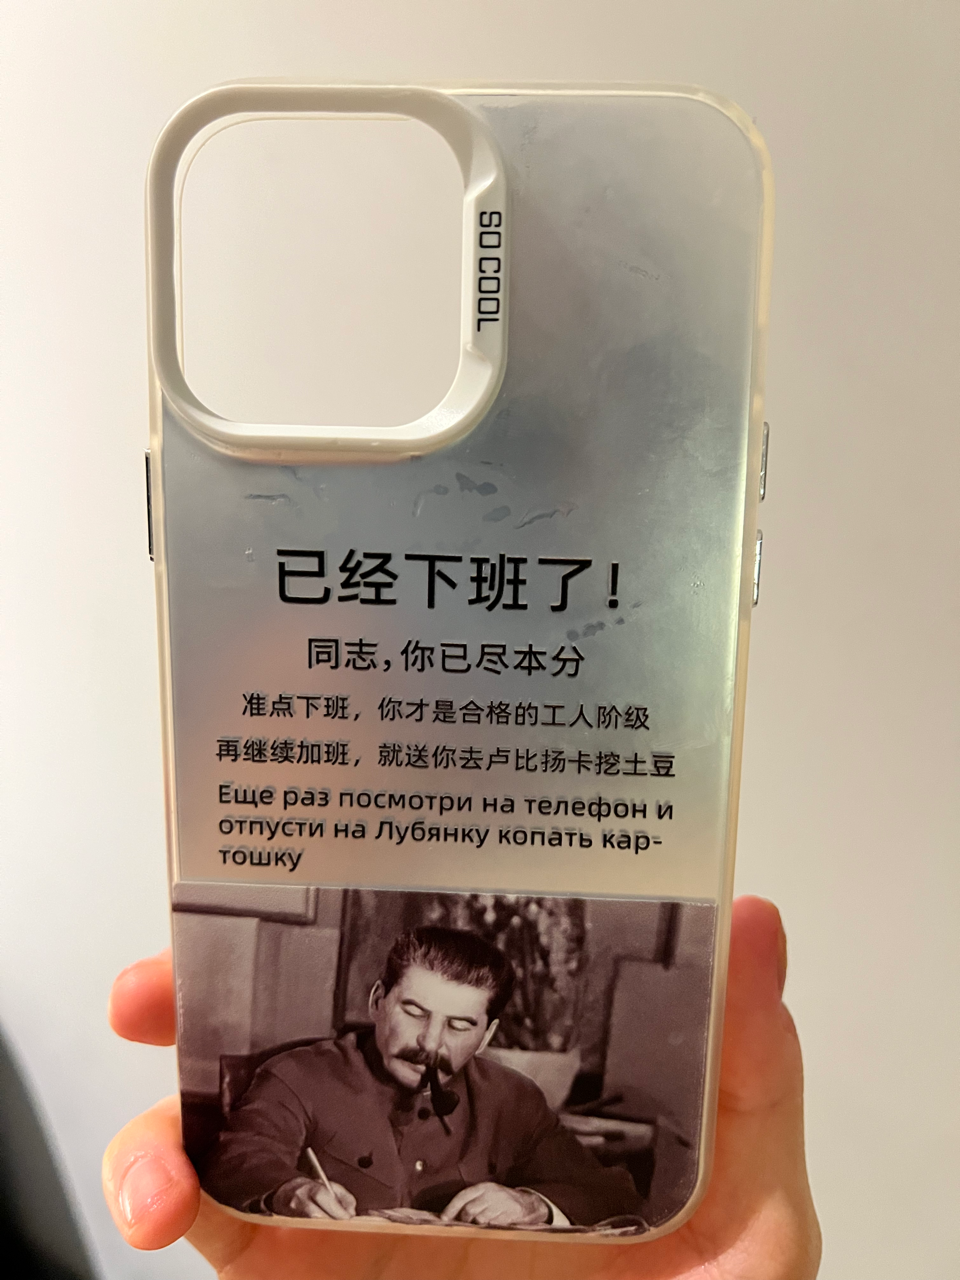 SO COOL
已经下班了!
同志,你已尽本分
准点下班，你才是合格的工人阶级
再继续加班，就送你去卢比扬卡挖土豆
Еще раз посмотри на телефон и
отпусти на Лубянку копать кар-
тошку